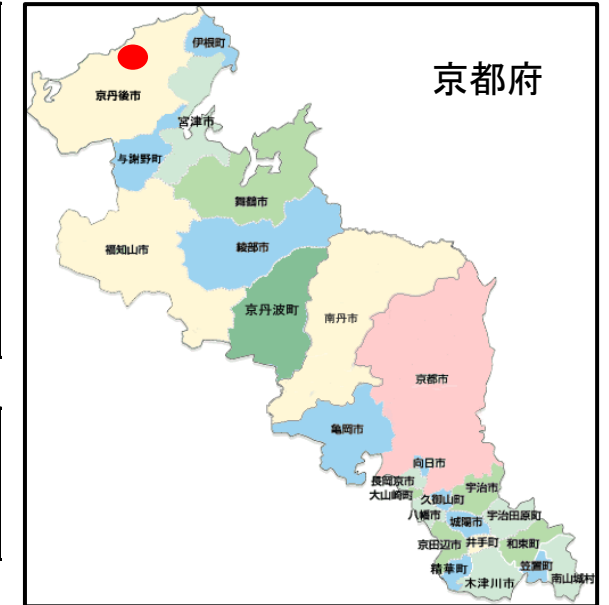 京都府
伊根町
京丹後市
宮津市
与謝野町
舞鶴市
綾部市
福知山市
京丹波町
南丹市
京都市
亀岡市
向日市
長岡京市
大山崎町
宇治市
久御山町
八幡市
宇治田原町
城陽市
京田辺市
井手町
和束町
精華町
笠置町
南山城村
木津川市